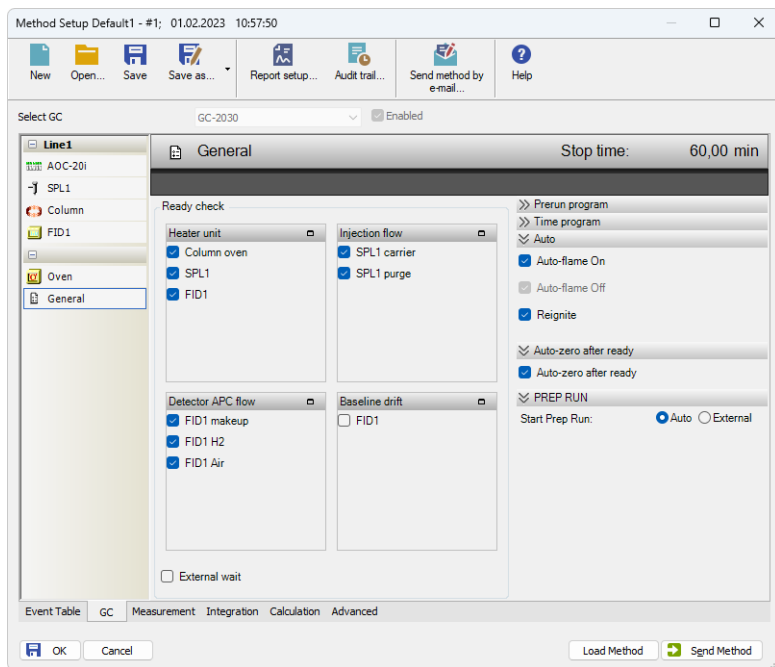 Method Setup Default1 - #1; 01.02.2023 10:57:50
New Open... Save Save as... Report setup... Audit trail... Send method by e-mail... Help
Select GC GC-2030 Enabled
Line1
AOC-20i
SPL1
Column
FID1
Oven
General
General Stop time: 60,00 min
Ready check
Heater unit
Column oven
SPL1
FID1
Injection flow
SPL1 carrier
SPL1 purge
Detector APC flow
FID1 makeup
FID1 H2
FID1 Air
Baseline drift
FID1
External wait
Prerun program
Time program
Auto
Auto-flame On
Auto-flame Off
Reignite
Auto-zero after ready
Auto-zero after ready
PREP RUN
Start Prep Run: Auto External
Event Table GC Measurement Integration Calculation Advanced
OK Cancel Load Method Send Method